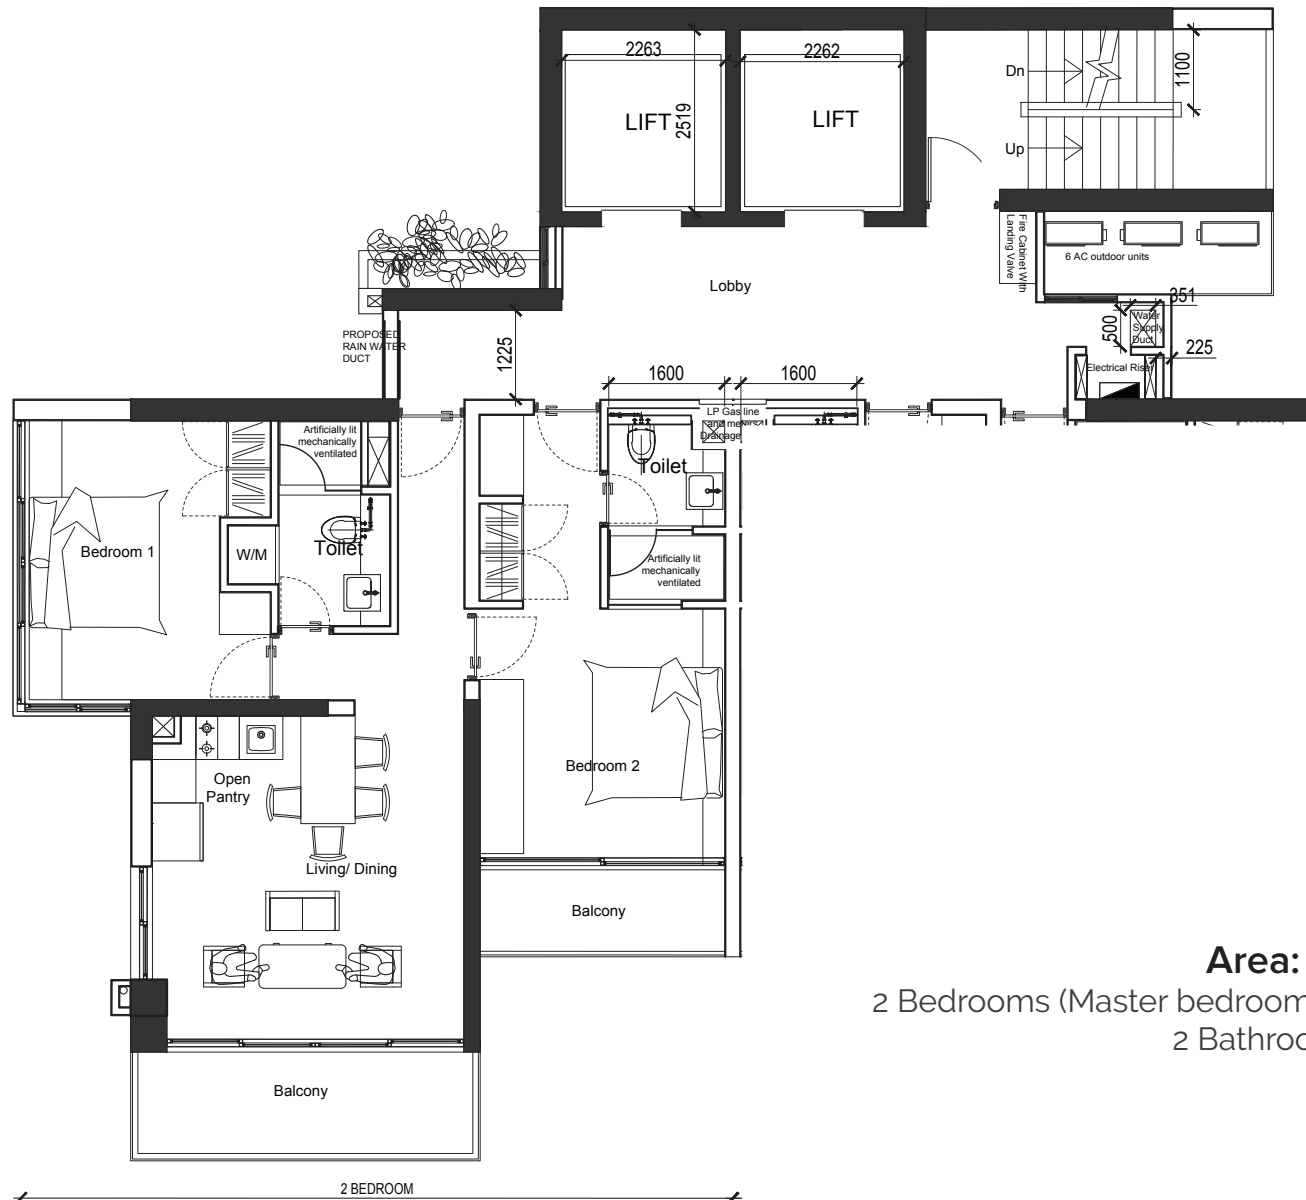 2263
2262
LIFT
2519
LIFT
Dn
Up
1100
Fire Cabinet With
Landing Valve
6 AC outdoor units
Lobby
351
500
Water
Supply
Duct
225
Electrical Riser
PROPOSED
RAIN WATER
DUCT
1225
1600
1600
LP Gas line
and meter
Drainage
Artificially lit
mechanically
ventilated
Toilet
Bedroom 1
W/M
Toilet
Artificially lit
mechanically
ventilated
Open
Pantry
Bedroom 2
Living/ Dining
Balcony
Area:
2 Bedrooms (Master bedroom
Balcony
2 BEDROOM